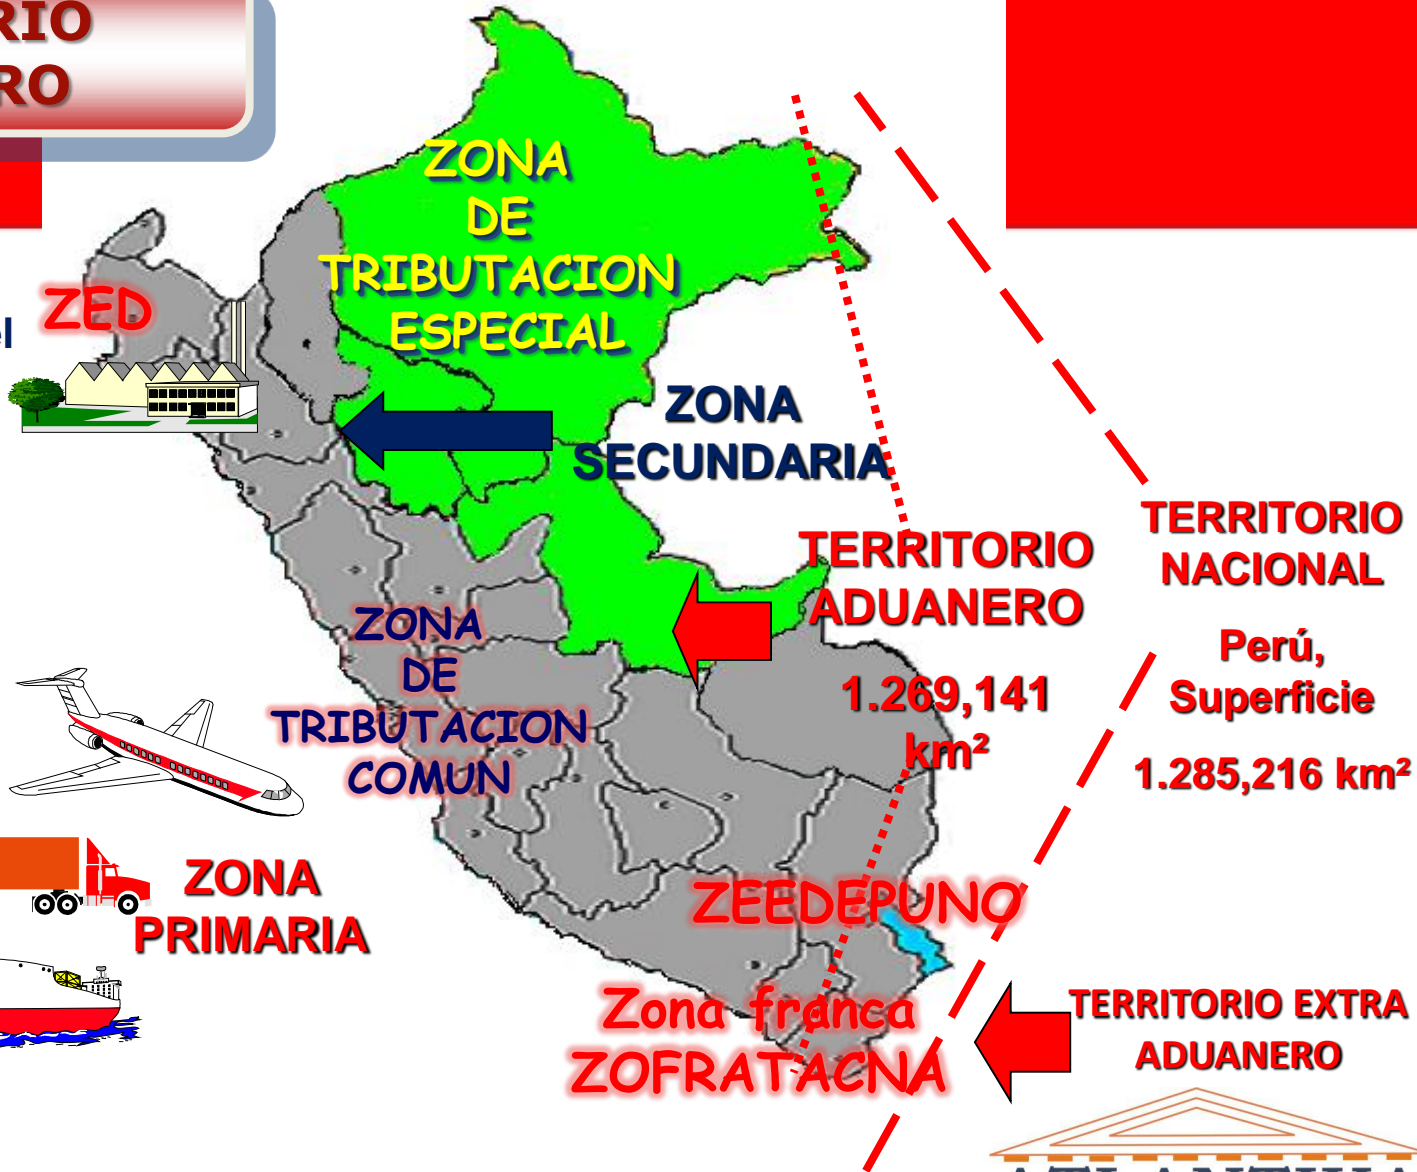 RIO
RO
ZONA
DE
TRIBUTACION
ESPECIAL
ZED
el
ZONA
SECUNDARIA
TERRITORIO
NACIONAL
Perú,
Superficie
1.285,216 km²
TERRITORIO
ADUANERO
1.269,141
km²
ZONA
DE
TRIBUTACION
COMUN
ZONA
PRIMARIA
ZEEDEPUNO
Zona franca
ZOFRATACNA
TERRITORIO EXTRA
ADUANERO